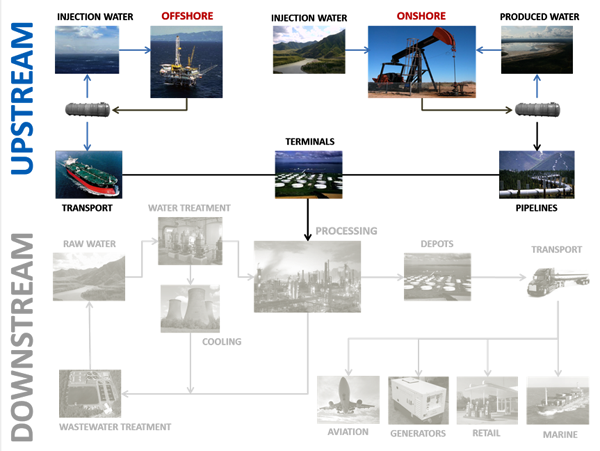 UPSTREAM
INJECTION WATER
OFFSHORE
INJECTION WATER
ONSHORE
PRODUCED WATER
TERMINALS
TRANSPORT
PIPELINES
DOWNSTREAM
WATER TREATMENT
RAW WATER
PROCESSING
DEPOTS
TRANSPORT
COOLING
WASTEWATER TREATMENT
AVIATION
GENERATORS
RETAIL
MARINE